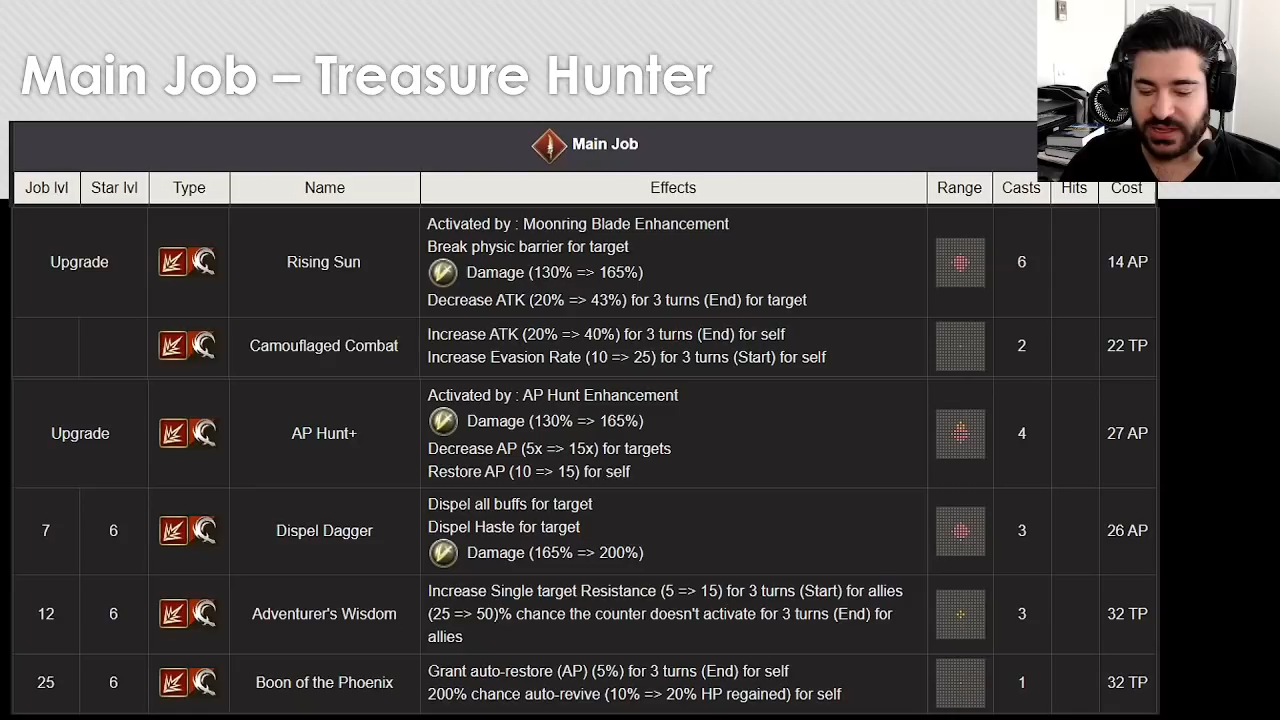 Main Job – Treasure Hunter
Main Job
Job lvl Star lvl Type Name Effects Range Casts Hits Cost
Activated by : Moonring Blade Enhancement
Break physic barrier for target
Upgrade Rising Sun Damage (130% => 165%) 6 14 AP
Decrease ATK (20% => 43%) for 3 turns (End) for target
Increase ATK (20% => 40%) for 3 turns (End) for self
Camouflaged Combat 2 22 TP
Increase Evasion Rate (10 => 25) for 3 turns (Start) for self
Activated by : AP Hunt Enhancement
Damage (130% => 165%)
Upgrade AP Hunt+ 4 27 AP
Decrease AP (5x => 15x) for targets
Restore AP (10 => 15) for self
Dispel all buffs for target
7 6 Dispel Dagger Dispel Haste for target 3 26 AP
Damage (165% => 200%)
Increase Single target Resistance (5 => 15) for 3 turns (Start) for allies
12 6 Adventurer's Wisdom (25 => 50)% chance the counter doesn't activate for 3 turns (End) for 3 32 TP
allies
Grant auto-restore (AP) (5%) for 3 turns (End) for self
25 6 Boon of the Phoenix 1 32 TP
200% chance auto-revive (10% => 20% HP regained) for self